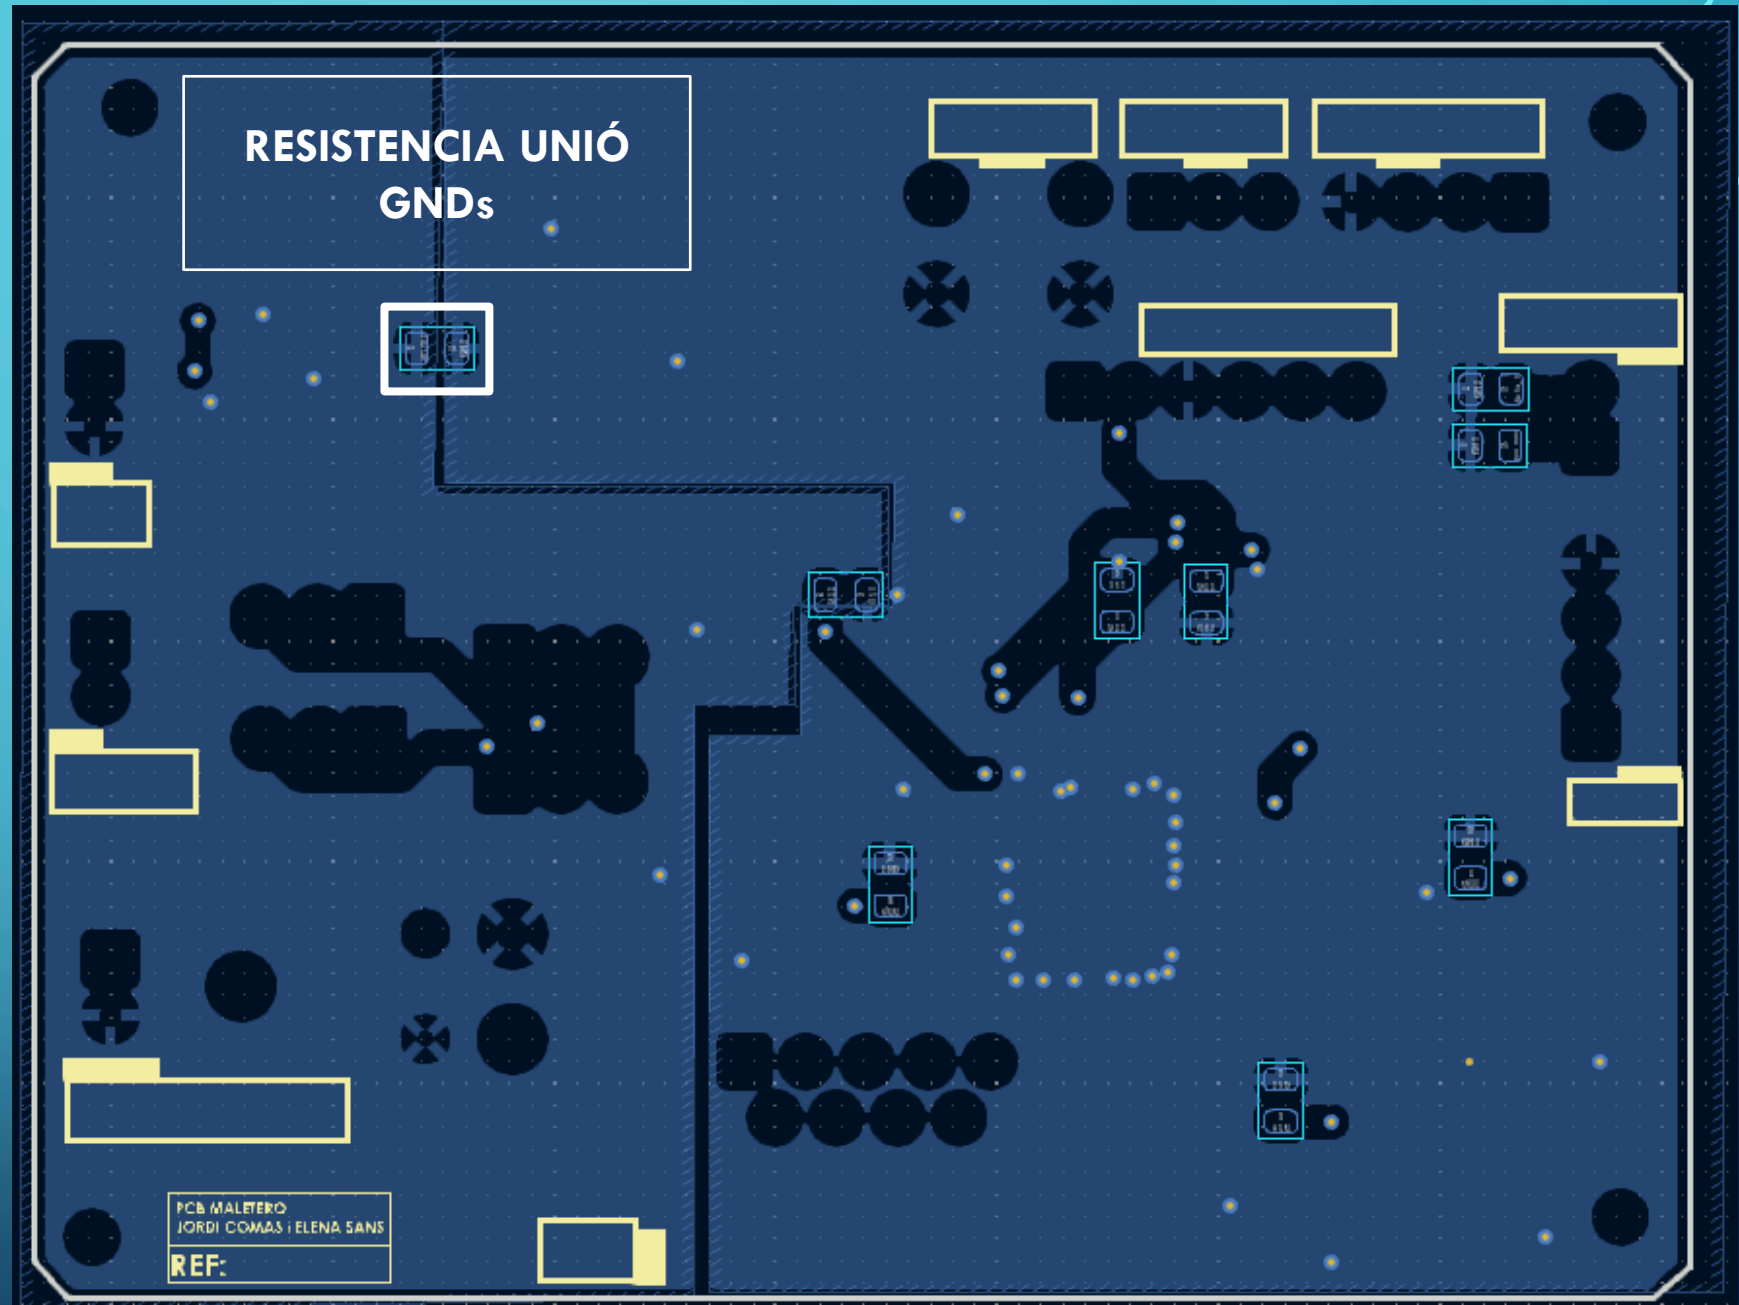 RESISTENCIA UNIÓ
GNDs
PCB MALETERO
JORDI COMAS i ELENA SANS
REF: